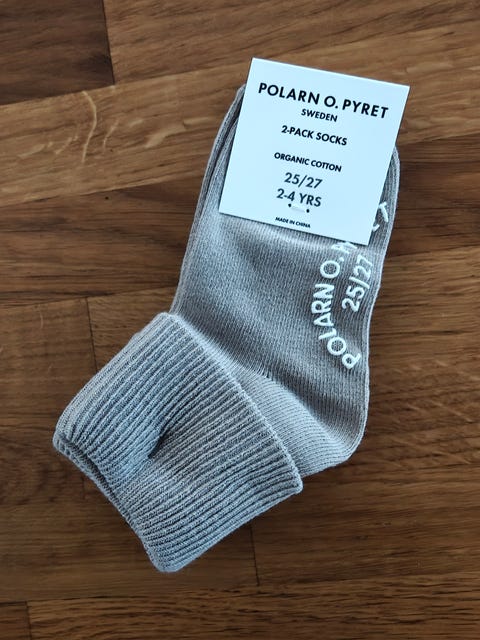 POLARN O. PYRET
SWEDEN
2-PACK SOCKS
ORGANIC COTTON
25/27
2-4 YRS
MADE IN CHINA
POLARN O.
25/27